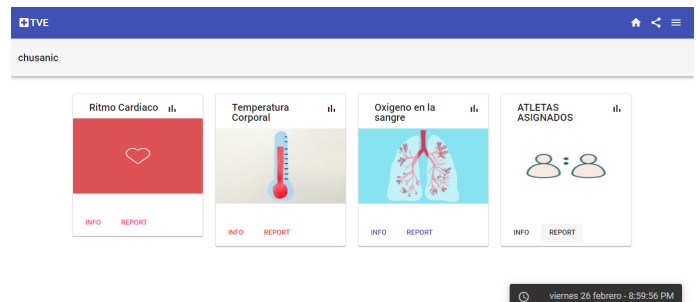 TVE
chusanic
Ritmo Cardiaco
Temperatura
Corporal
Oxigeno en la
sangre
ATLETAS
ASIGNADOS
INFO REPORT
INFO REPORT
INFO REPORT
INFO REPORT
viernes 26 febrero - 8:59:56 PM